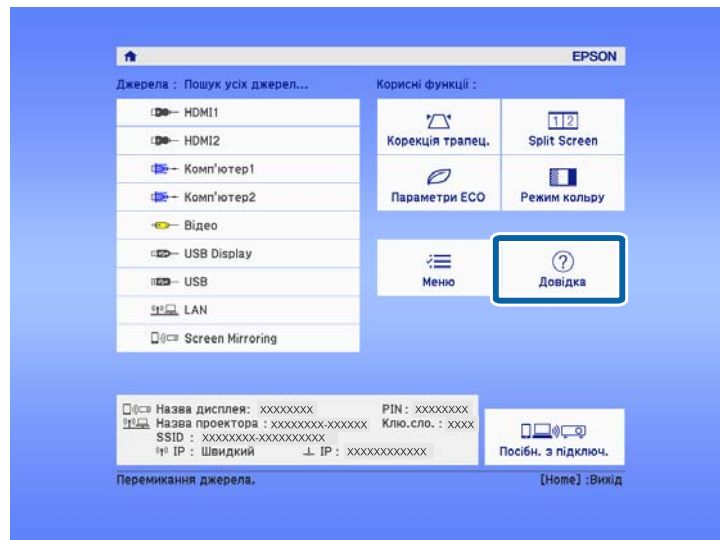 EPSON
Джерела : Пошук усіх джерел...
HDMI1
HDMI2
Комп'ютер1
Комп'ютер2
Відео
USB Display
USB
LAN
Screen Mirroring
Корисні функції :
Корекція трапец.
1 2
Split Screen
Параметри ECO
Режим кольру
Меню
?
Довідка
Назва дисплея: XXXXXXXX PIN : XXXXXXXX
Назва проектора : XXXXXXXX-XXXXXX Клю.сло. : XXXX
SSID : XXXXXXXX-XXXXXXXXXX
IP : Швидкий IP : XXXXXXXXXXXX
Посібн. з підключ.
Перемикання джерела. [Home] :Вихід